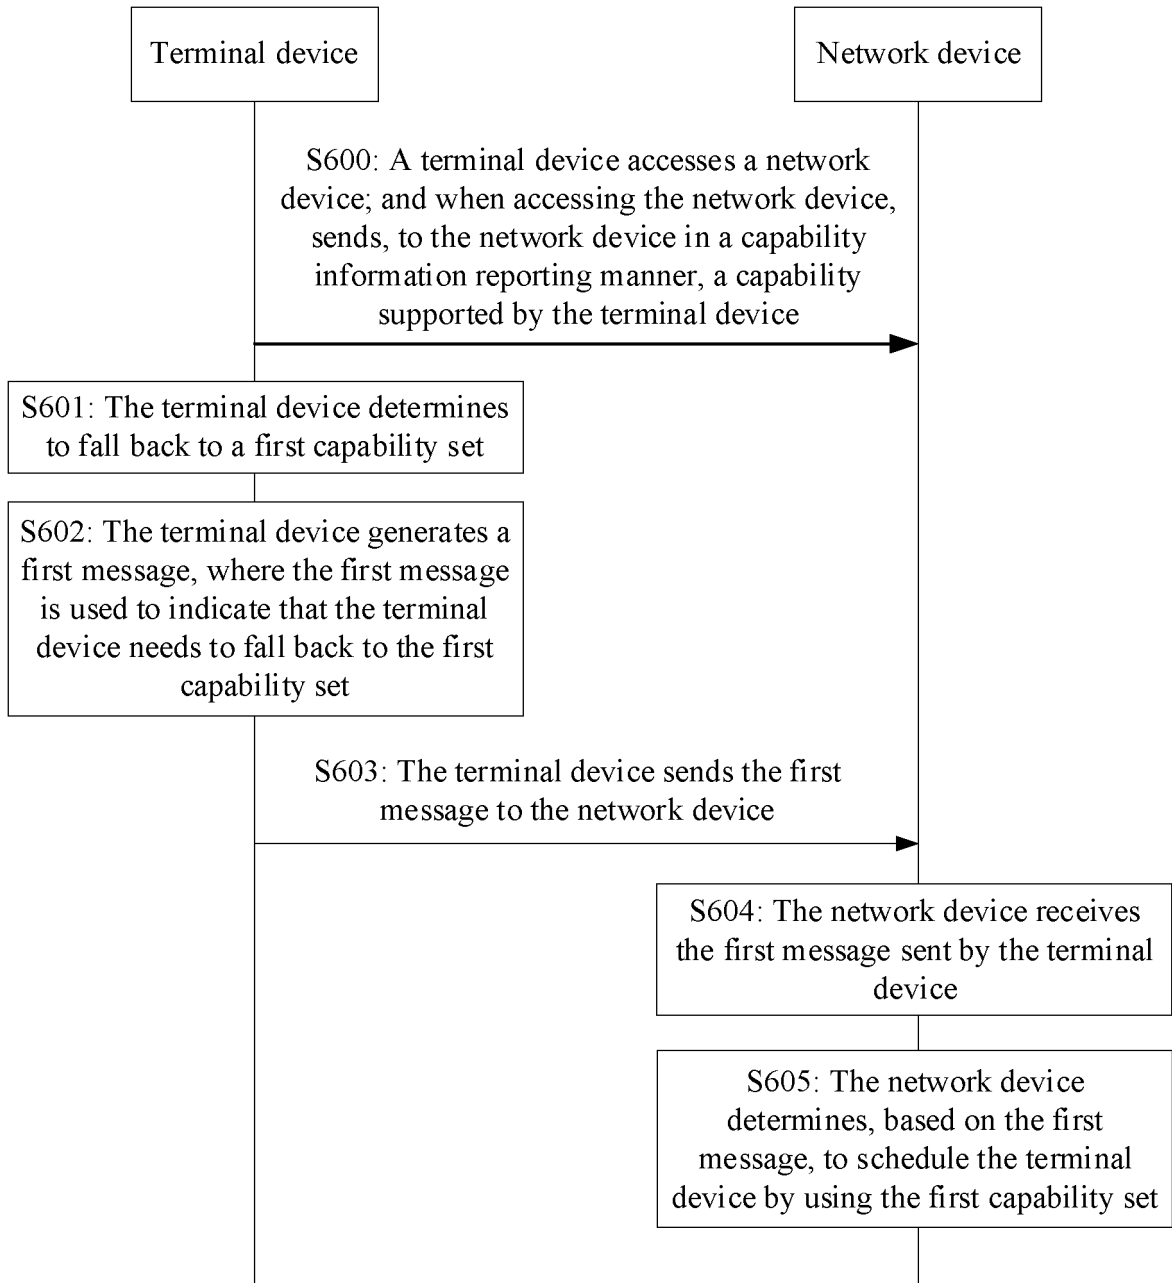 Terminal device
Network device
S600: A terminal device accesses a network
device; and when accessing the network device,
sends, to the network device in a capability
information reporting manner, a capability
supported by the terminal device
S601: The terminal device determines
to fall back to a first capability set
S602: The terminal device generates a
first message, where the first message
is used to indicate that the terminal
device needs to fall back to the first
capability set
S603: The terminal device sends the first
message to the network device
S604: The network device receives
the first message sent by the terminal
device
S605: The network device
determines, based on the first
message, to schedule the terminal
device by using the first capability set